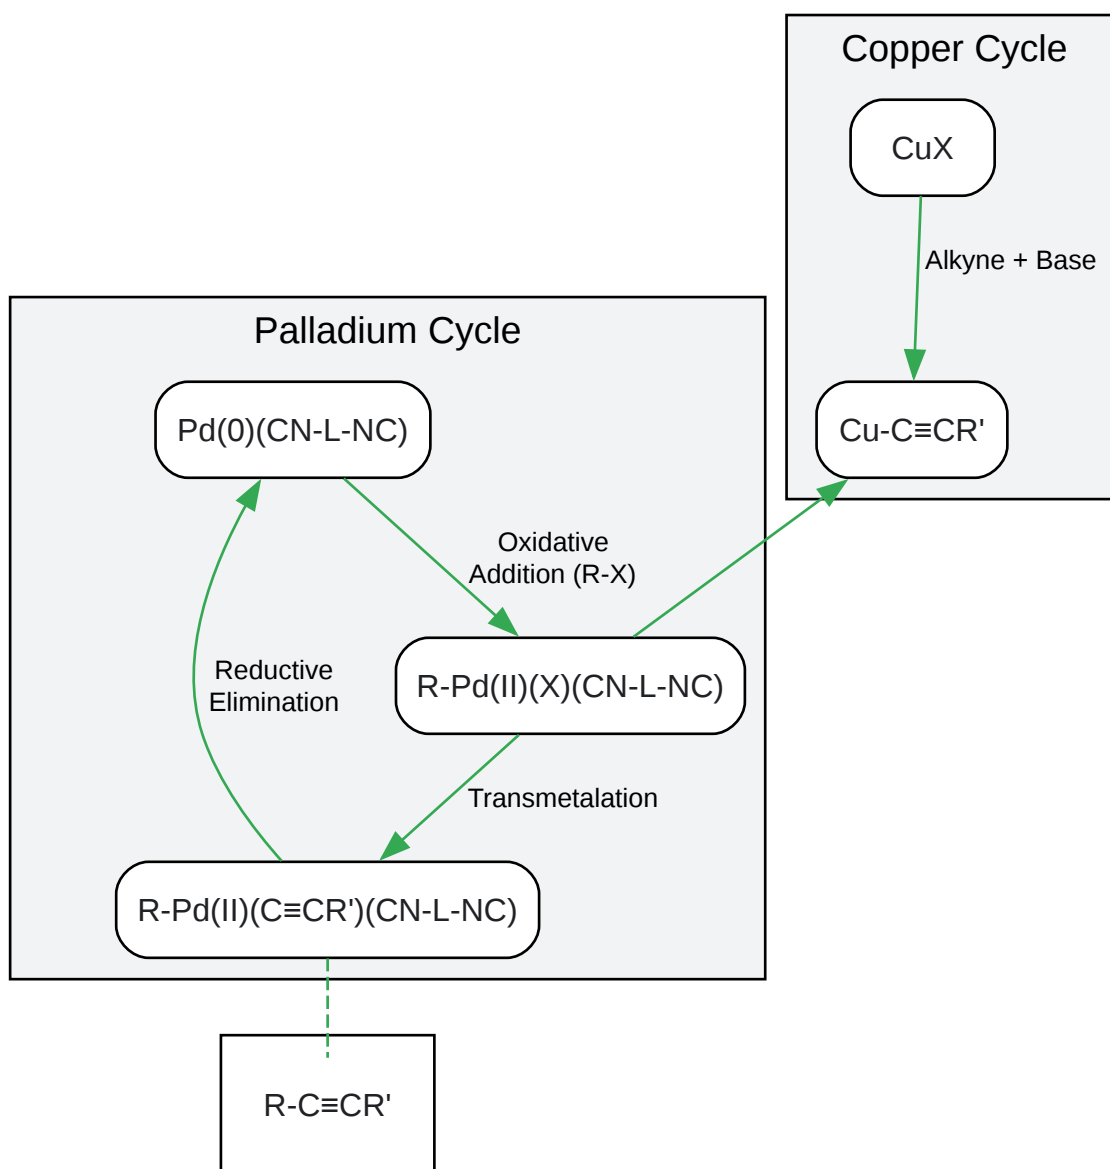 Copper Cycle
CuX
Alkyne + Base
Cu-C≡CR'
Palladium Cycle
Pd(0)(CN-L-NC)
Oxidative
Addition (R-X)
R-Pd(II)(X)(CN-L-NC)
Reductive
Elimination
Transmetalation
R-Pd(II)(C≡CR')(CN-L-NC)
R-C≡CR'